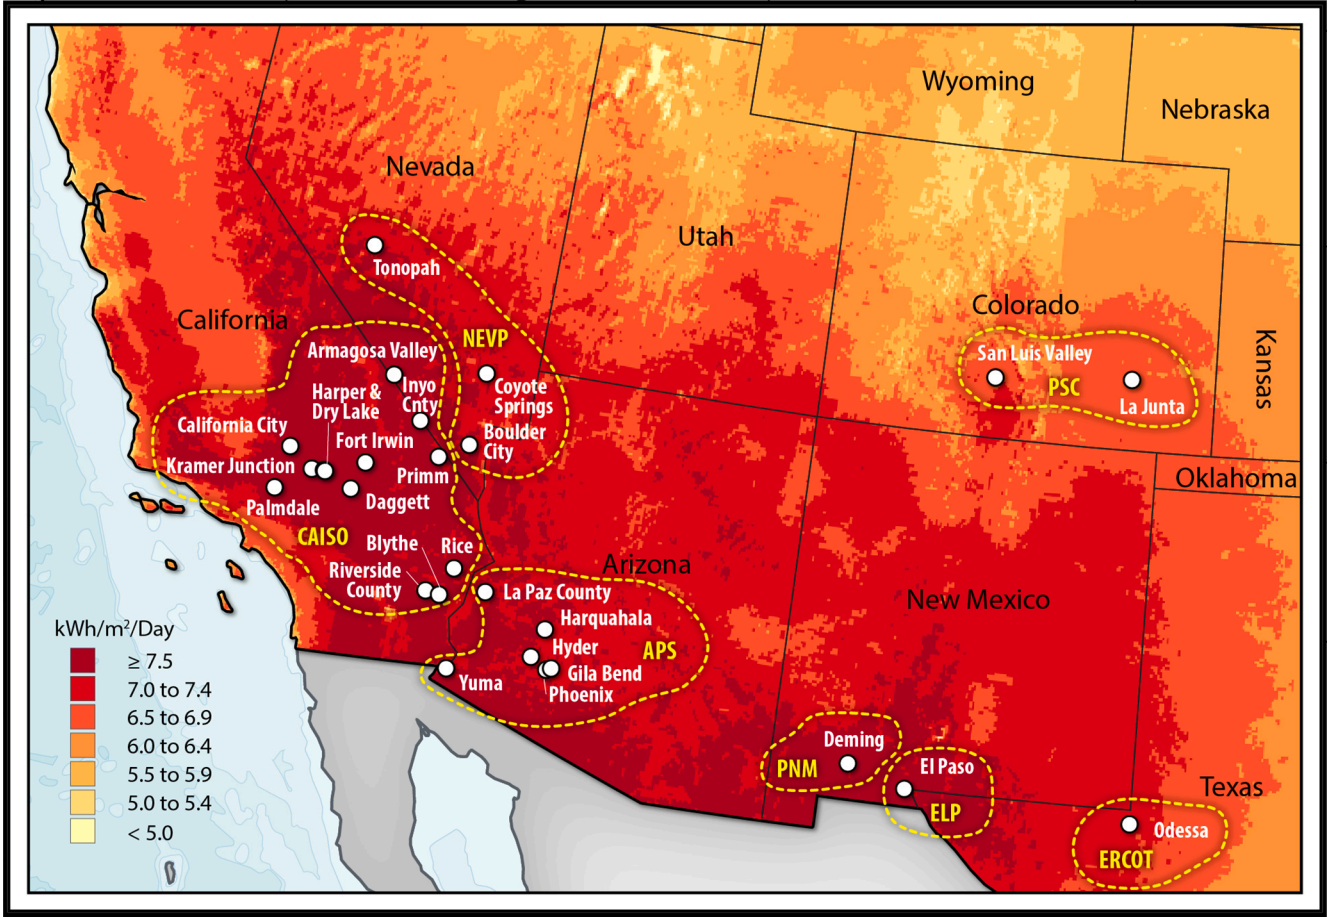 Wyoming
Nebraska
Nevada
Utah
Tonopah
California
Colorado
NEVP
Kansas
Armagosa Valley
San Luis Valley
PSC
La Junta
Inyo
Cnty
Coyote
Springs
Harper &
Dry Lake
California City
Fort Irwin
Boulder
City
Kramer Junction
Primm
Oklahoma
Palmdale
Daggett
CAISO
Blythe
Rice
Arizona
Riverside
County
La Paz County
New Mexico
Harquahala
Hyder
APS
Gila Bend
Phoenix
Yuma
kWh/m²/Day
≥ 7.5
7.0 to 7.4
6.5 to 6.9
6.0 to 6.4
5.5 to 5.9
5.0 to 5.4
< 5.0
Deming
PNM
El Paso
ELP
Texas
Odessa
ERCOT